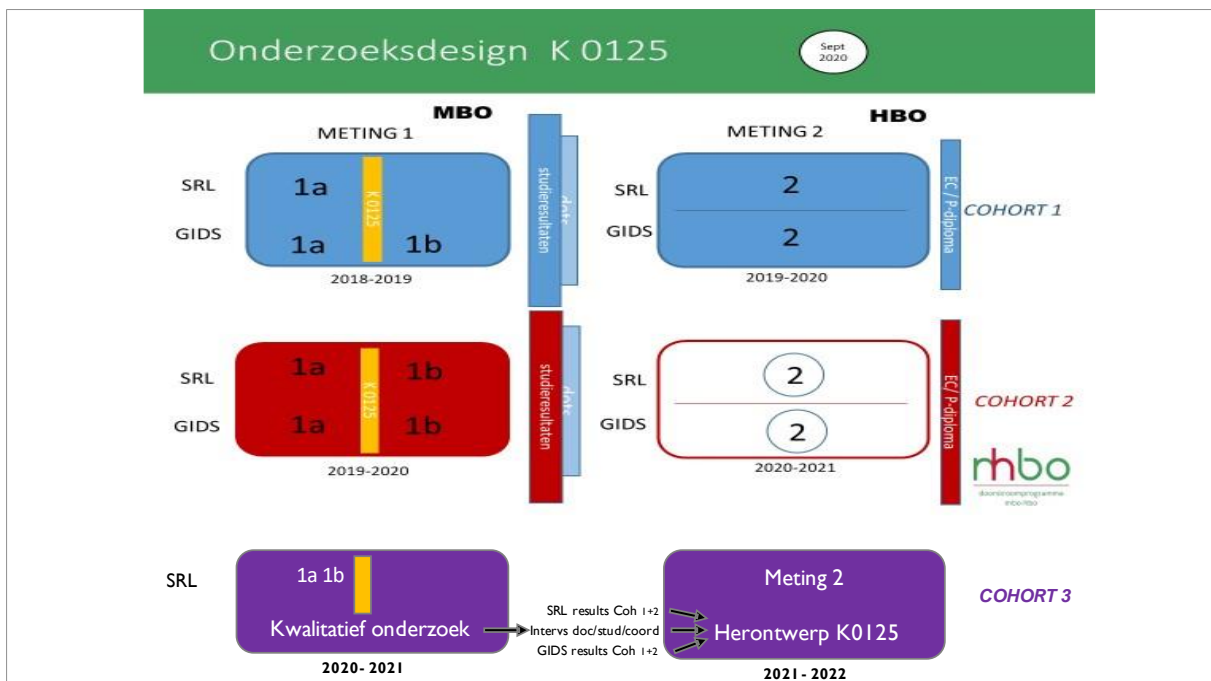 Onderzoeksdesign K 0125
Sept
2020
MBO
HBO
METING 1
METING 2
SRL
1a
K 0125
GIDS
1a
1b
2018-2019
studieresultaten
SRL
2
GIDS
2
2019-2020
EC / P-diploma
COHORT 1
SRL
1a
1b
K 0125
GIDS
1a
1b
2019-2020
studieresultaten
SRL
2
GIDS
2
2020-2021
EC/ P-diploma
COHORT 2
rhbo
doorstroomprogramma
mbo-hbo
SRL
1a 1b
Kwalitatief onderzoek
2020- 2021
SRL results Coh 1+2
Intervs doc/stud/coord
GIDS results Coh 1+2
Meting 2
Herontwerp K0125
2021- 2022
COHORT 3